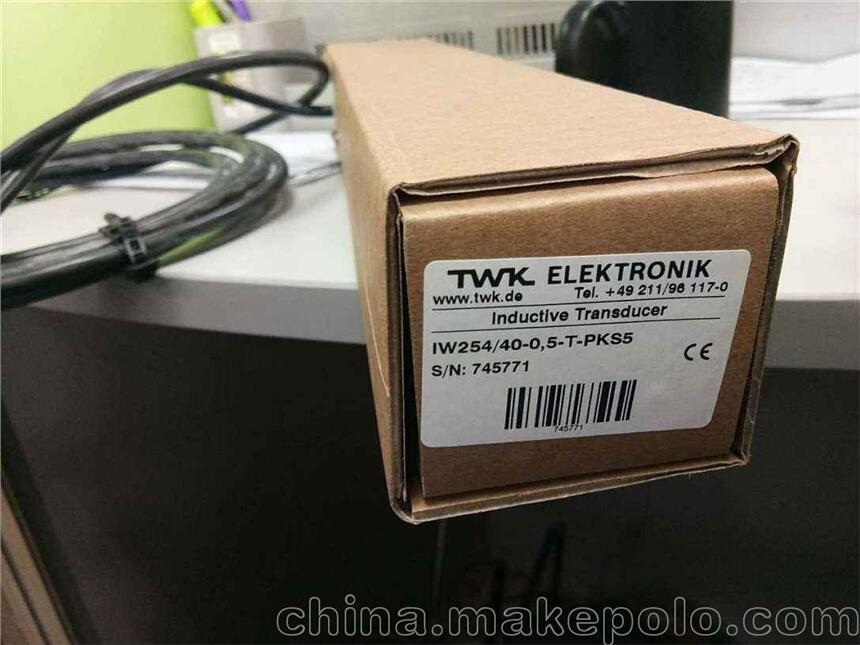 TWK ELEKTRONIK
www.twk.de Tel. +49 211/96 117-0
Inductive Transducer
IW254/40-0,5-T-PKS5
S/N: 745771
CE
745771
china.makepolo.com